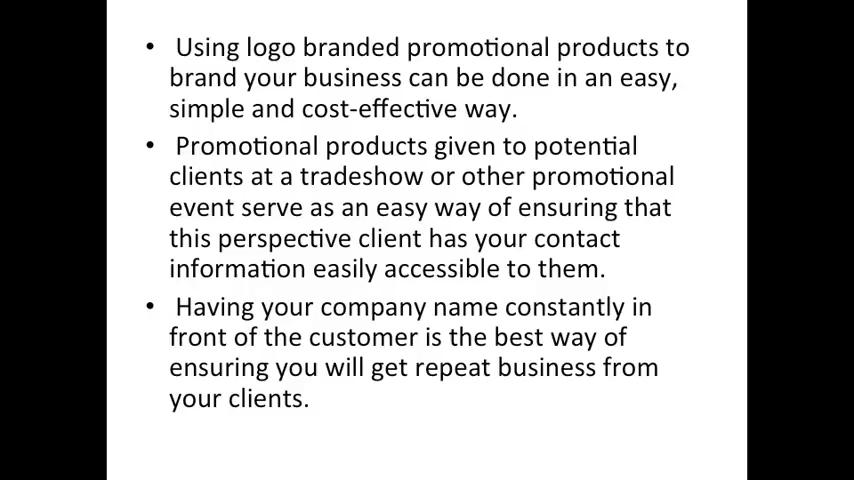 • Using logo branded promotional products to
brand your business can be done in an easy,
simple and cost-effective way.
• Promotional products given to potential
clients at a tradeshow or other promotional
event serve as an easy way of ensuring that
this perspective client has your contact
information easily accessible to them.
• Having your company name constantly in
front of the customer is the best way of
ensuring you will get repeat business from
your clients.